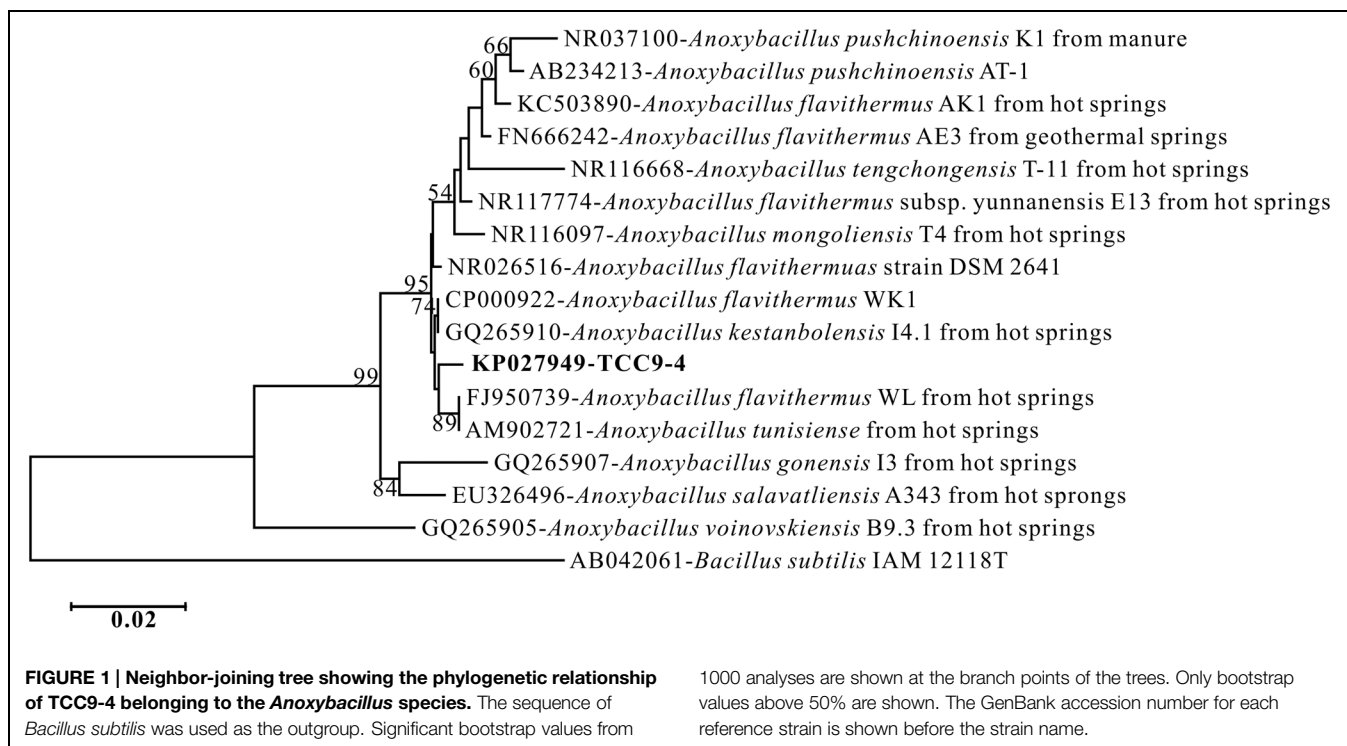 66
NR037100-Anoxybacillus pushchinoensis K1 from manure
60
AB234213-Anoxybacillus pushchinoensis AT-1
KC503890-Anoxybacillus flavithermus AK1 from hot springs
FN666242-Anoxybacillus flavithermus AE3 from geothermal springs
NR116668-Anoxybacillus tengchongensis T-11 from hot springs
54
NR117774-Anoxybacillus flavithermus subsp. yunnanensis E13 from hot springs
NR116097-Anoxybacillus mongoliensis T4 from hot springs
NR026516-Anoxybacillus flavithermuas strain DSM 2641
95
74
CP000922-Anoxybacillus flavithermus WK1
GQ265910-Anoxybacillus kestanbolensis I4.1 from hot springs
KP027949-TCC9-4
99
FJ950739-Anoxybacillus flavithermus WL from hot springs
89
AM902721-Anoxybacillus tunisiense from hot springs
GQ265907-Anoxybacillus gonensis I3 from hot springs
84
EU326496-Anoxybacillus salavatliensis A343 from hot sprongs
GQ265905-Anoxybacillus voinovskiensis B9.3 from hot springs
AB042061-Bacillus subtilis IAM 12118T
0.02
FIGURE 1 | Neighbor-joining tree showing the phylogenetic relationship
of TCC9-4 belonging to the Anoxybacillus species. The sequence of
Bacillus subtilis was used as the outgroup. Significant bootstrap values from
1000 analyses are shown at the branch points of the trees. Only bootstrap
values above 50% are shown. The GenBank accession number for each
reference strain is shown before the strain name.